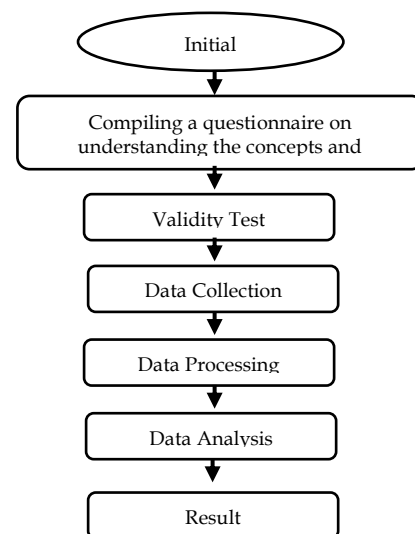 Initial
Compiling a questionnaire on
understanding the concepts and
Validity Test
Data Collection
Data Processing
Data Analysis
Result